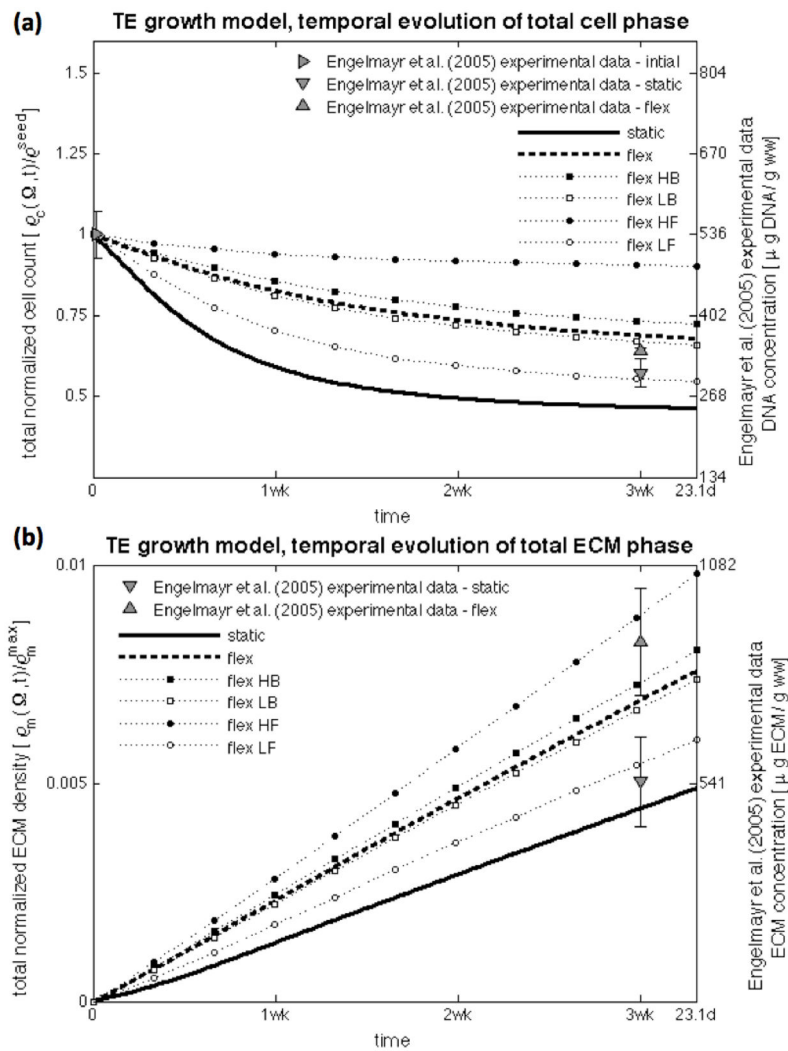 (a)
TE growth model, temporal evolution of total cell phase
Engelmayr et al. (2005) experimental data - intial
Engelmayr et al. (2005) experimental data - static
Engelmayr et al. (2005) experimental data - flex
static
flex
flex HB
flex LB
flex HF
flex LF
total normalized cell count [ ϱc(Ω,t)/ϱseed]
1.5
1.25
1
0.75
0.5
804
670
536
402
268
134
Engelmayr et al. (2005) experimental data
DNA concentration [ μ g DNA/ g ww]
0
1wk
2wk
3wk
23.1d
time
(b)
TE growth model, temporal evolution of total ECM phase
Engelmayr et al. (2005) experimental data - static
Engelmayr et al. (2005) experimental data - flex
static
flex
flex HB
flex LB
flex HF
flex LF
total normalized ECM density [ ϱm(Ω,t)/ϱm max]
0.01
0.005
0
1082
541
Engelmayr et al. (2005) experimental data
ECM concentration [ μ g ECM/ g ww]
0
1wk
2wk
3wk
23.1d
time